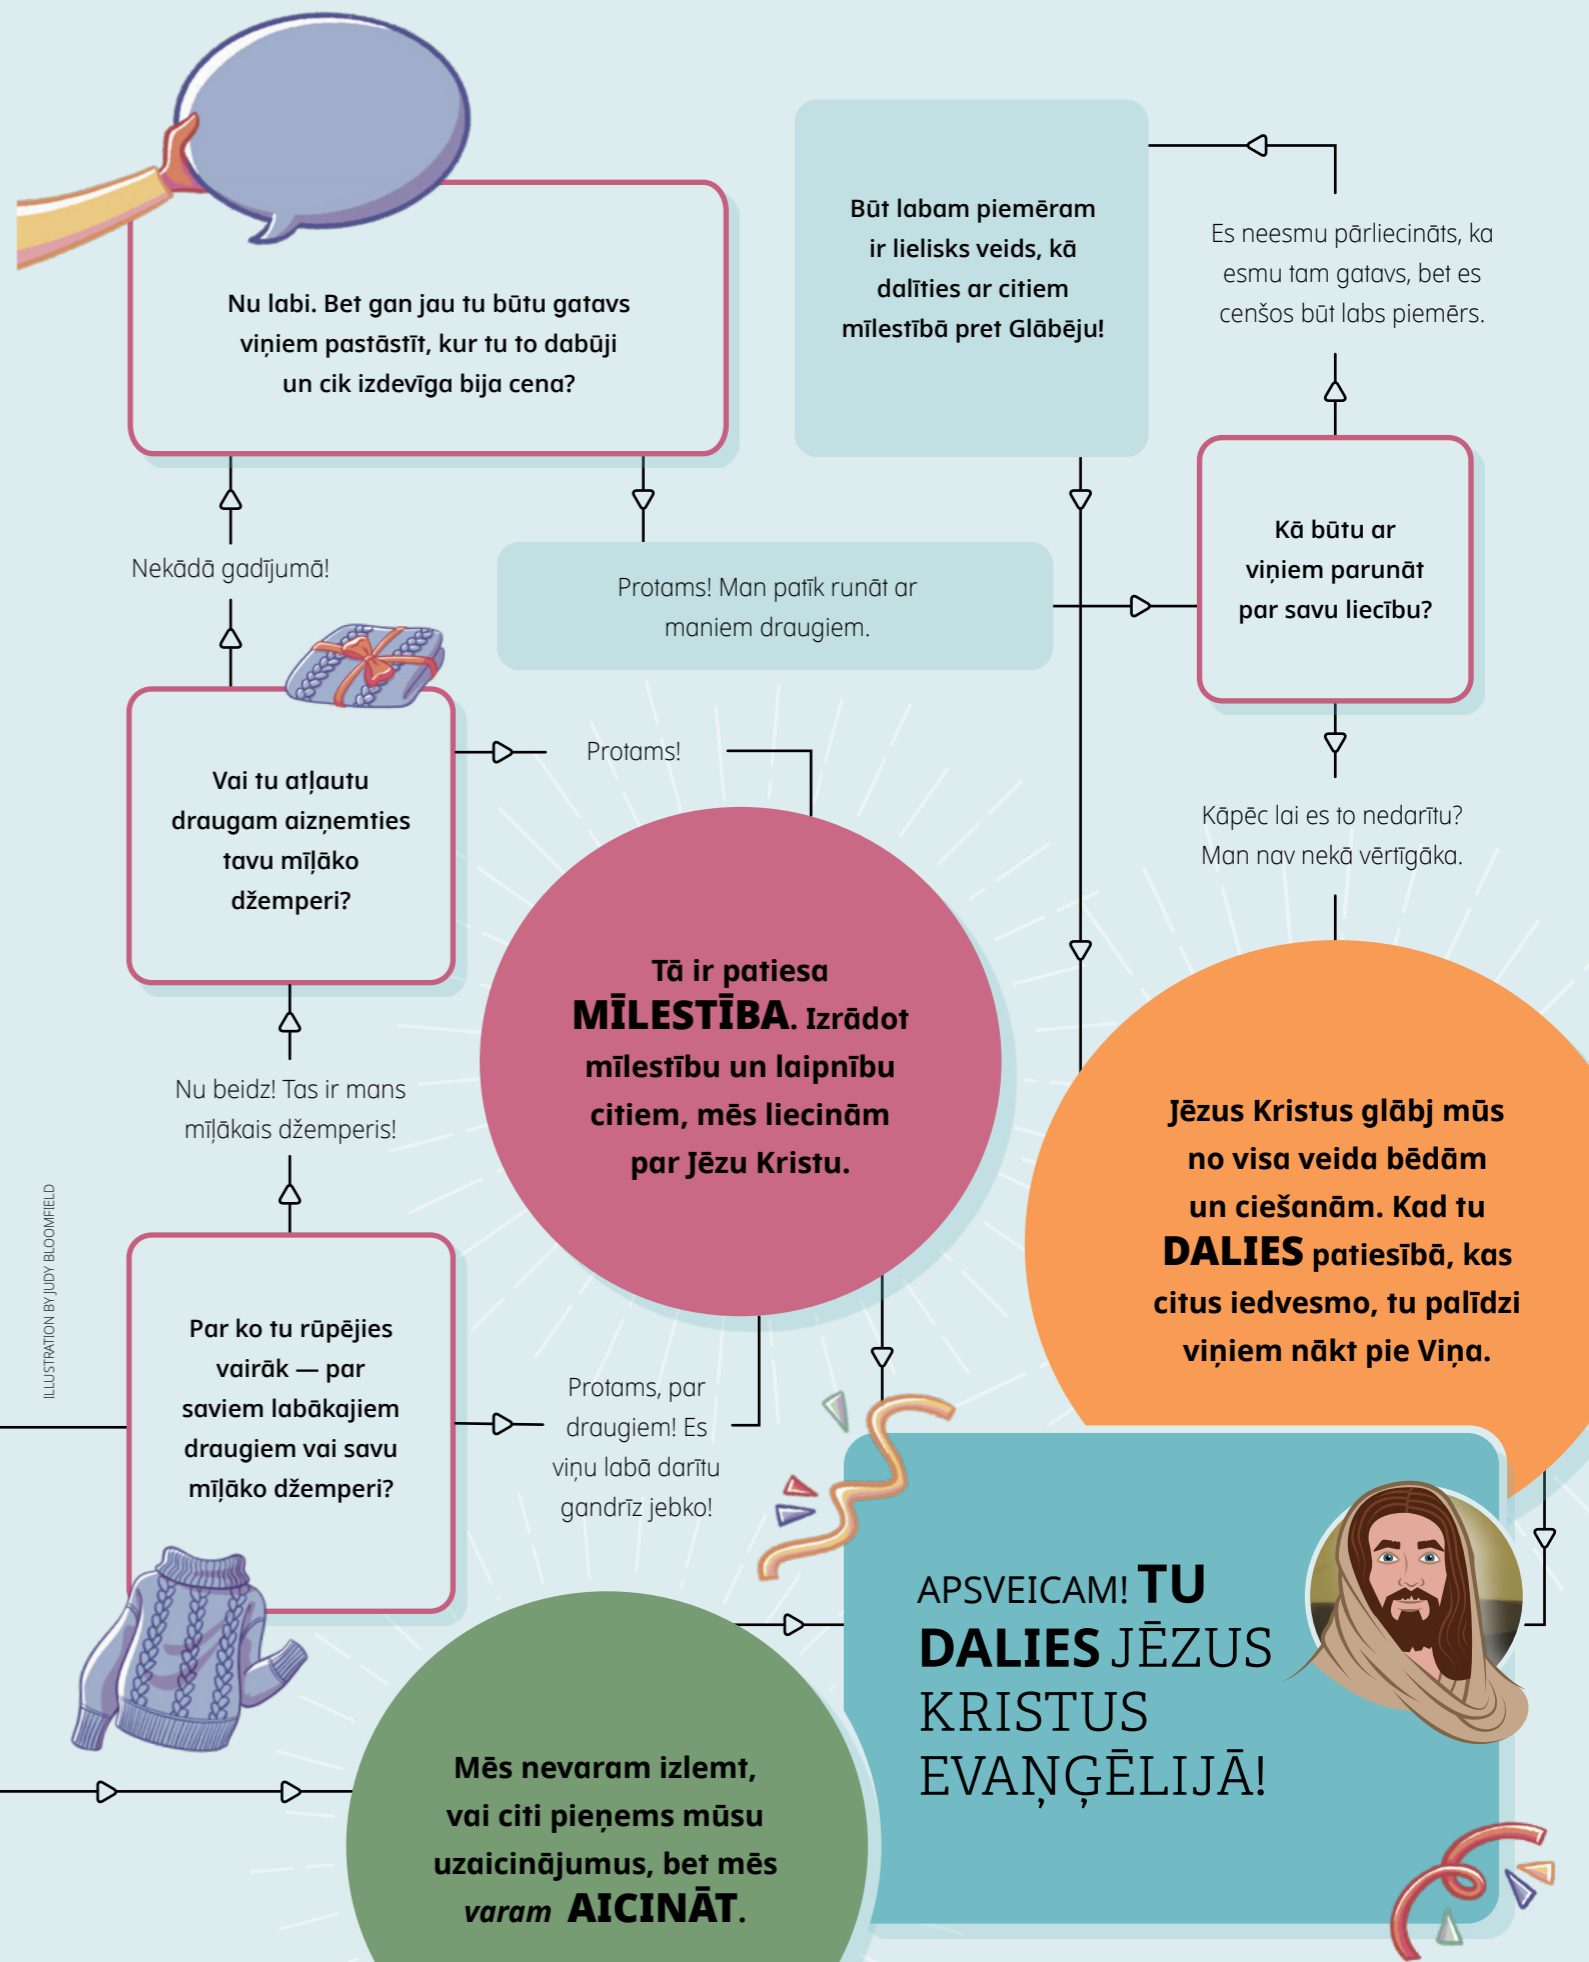 Nu labi. Bet gan jau tu būtu gatavs
viņiem pastāstīt, kur tu to dabūji
un cik izdevīga bija cena?
Būt labam piemēram
ir lielisks veids, kā
dalīties ar citiem
mīlestībā pret Glābēju!
Es neesmu pārliecināts, ka
esmu tam gatavs, bet es
cenšos būt labs piemērs.
Kā būtu ar
viņiem parunāt
par savu liecību?
Nekādā gadījumā!
Protams! Man patīk runāt ar
maniem draugiem.
Vai tu atļautu
draugam aizņemties
tavu mīļāko
džemperi?
Protams!
Kāpēc lai es to nedarītu?
Man nav nekā vērtīgāka.
Tā ir patiesa
MĪLESTĪBA. Izrādot
mīlestību un laipnību
citiem, mēs liecinām
par Jēzu Kristu.
Nu beidz! Tas ir mans
mīļākais džemperis!
Jēzus Kristus glābj mūs
no visa veida bēdām
un ciešanām. Kad tu
DALIES patiesībā, kas
citus iedvesmo, tu palīdzi
viņiem nākt pie Viņa.
ILLUSTRATION BY JUDY BLOOMFIELD
Par ko tu rūpējies
vairāk — par
saviem labākajiem
draugiem vai savu
mīļāko džemperi?
Protams, par
draugiem! Es
viņu labā darītu
gandrīz jebko!
APSVEICAM! TU
DALIES JĒZUS
KRISTUS
EVAŅĢĒLIJĀ!
Mēs nevaram izlemt,
vai citi pieņems mūsu
uzaicinājumus, bet mēs
varam AICINĀT.